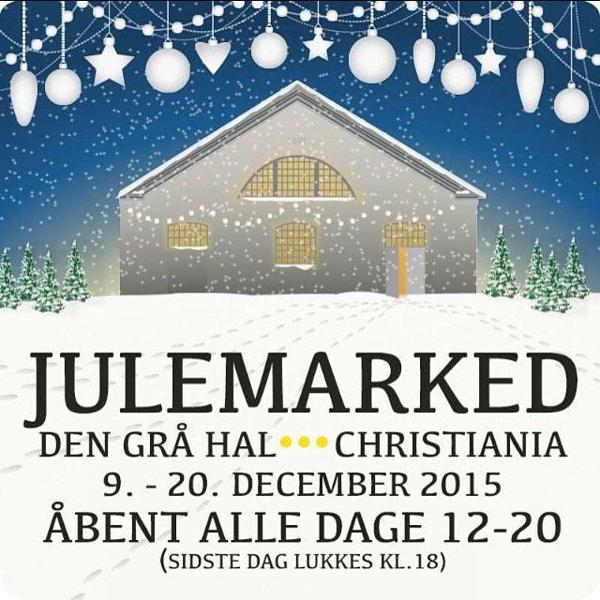 JULEMARKED
DEN GRÅ HAL●●●CHRISTIANIA
9. - 20. DECEMBER 2015
ÅBENT ALLE DAGE 12-20
(SIDSTE DAG LUKKES KL.18)